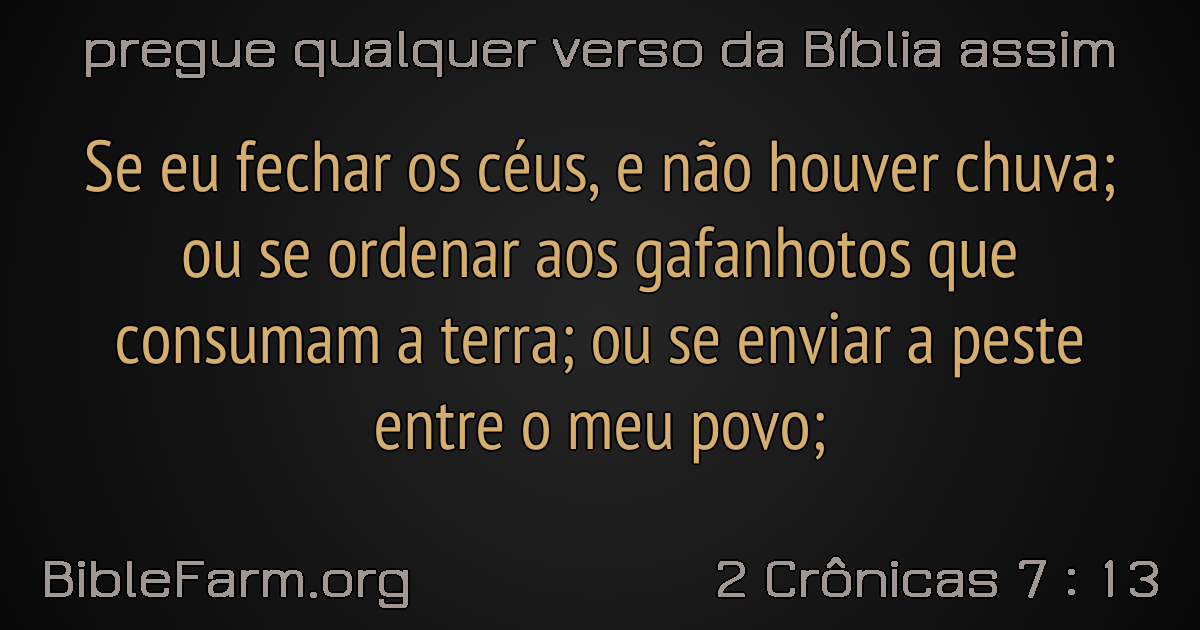 pregue qualquer verso da Bíblia assim
Se eu fechar os céus, e não houver chuva;
ou se ordenar aos gafanhotos que
consumam a terra; ou se enviar a peste
entre o meu povo;
BibleFarm.org
2 Crônicas 7 : 13